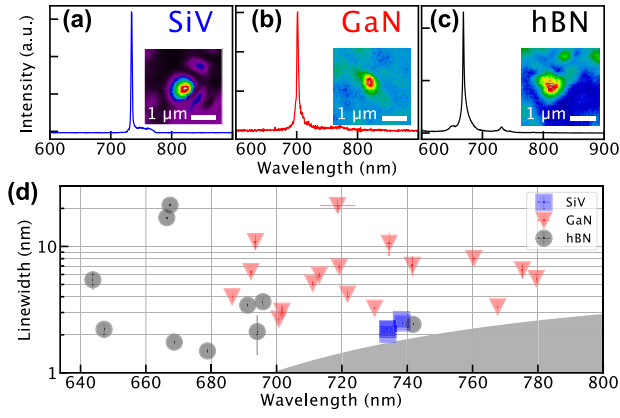 (a) SiV
(b) GaN
(c) hBN
Intensity (a.u.)
1 μm
1 μm
1 μm
600 700 800
600 700 800
600 700 800 900
Wavelength (nm)
(d)
SiV
GaN
hBN
Linewidth (nm)
10
1
640 660 680 700 720 740 760 780 800
Wavelength (nm)